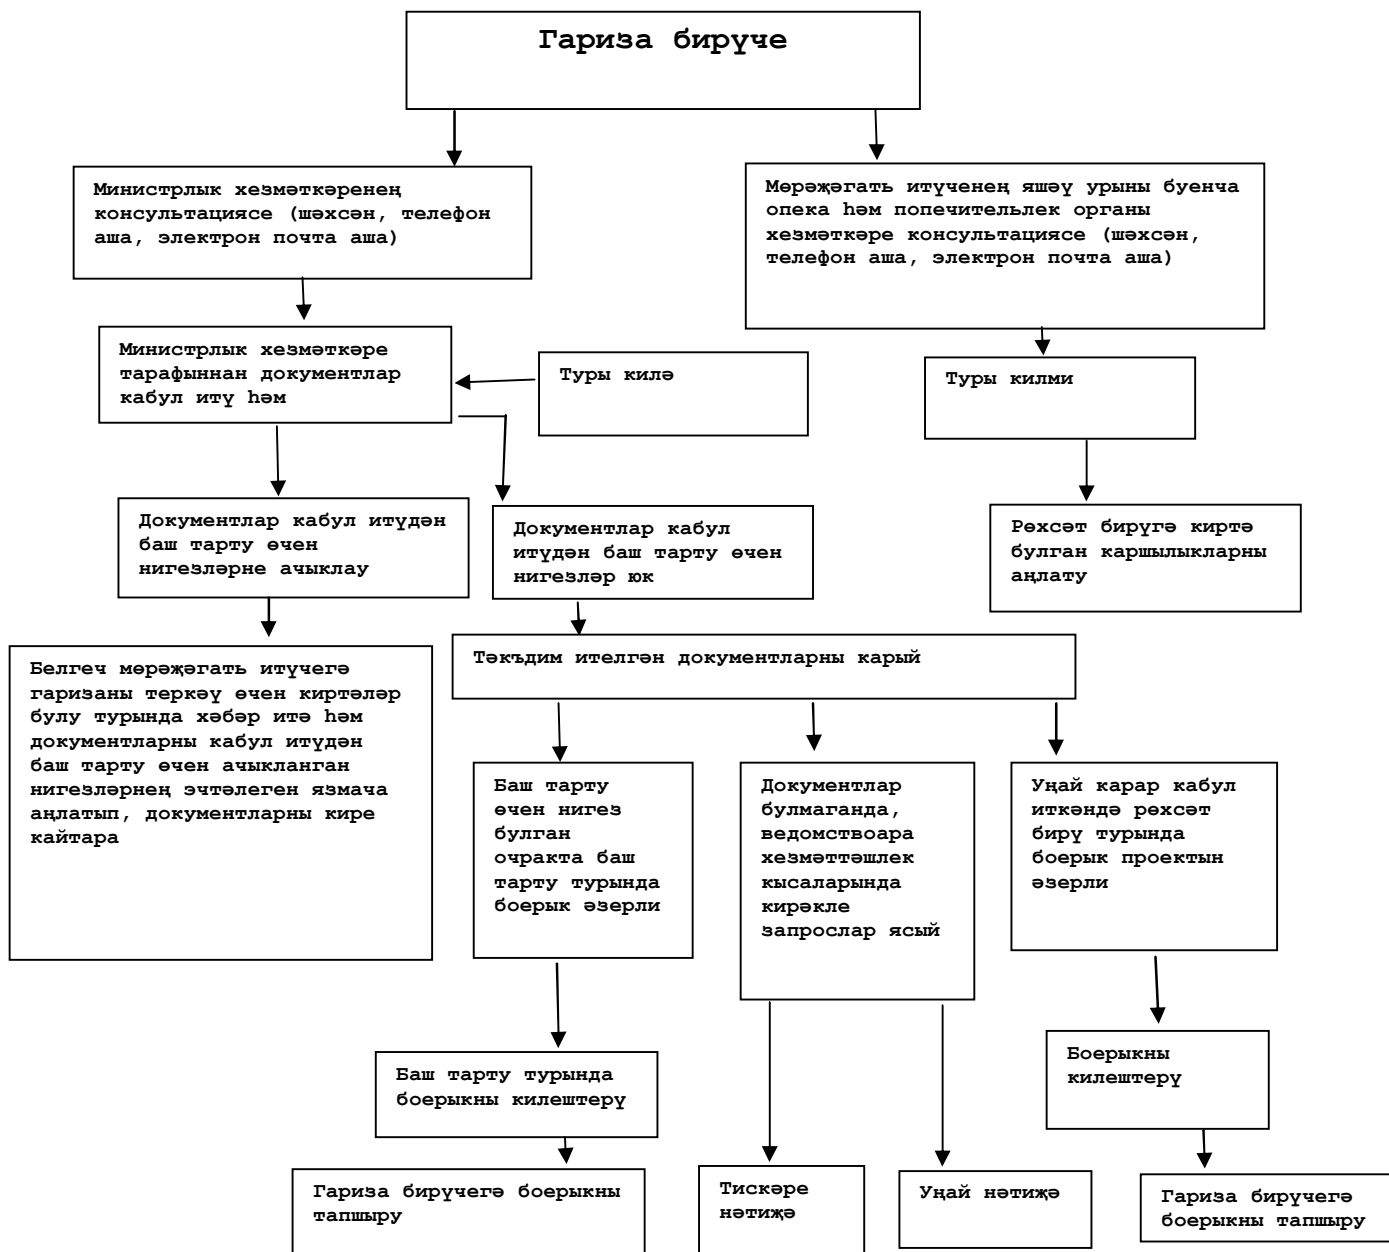 Гариза бирүче
Министрлык хезмәткәренең
консультациясе (шәхсән, телефон
аша, электрон почта аша)
Мөрәҗәгать итүченең яшәү урыны буенча
опека һәм попечительлек органы
хезмәткәре консультациясе (шәхсән,
телефон аша, электрон почта аша)
Министрлык хезмәткәре
тарафыннан документлар
кабул итү һәм
Туры килә
Туры килми
Документлар кабул итүдән
баш тарту өчен
нигезләрне ачыклау
Документлар кабул
итүдән баш тарту өчен
нигезләр юк
Рөхсәт бирүгә киртә
булган каршылыкларны
аңлату
Белгеч мөрәҗәгать итүчегә
гаризаны теркәү өчен киртәләр
булу турында хәбәр итә һәм
документларны кабул итүдән
баш тарту өчен ачыкланган
нигезләрнең эчтәлеген язмача
аңлатып, документларны кире
кайтара
Тәкъдим ителгән документларны карый
Баш тарту
өчен нигез
булган
очракта баш
тарту турында
боерык әзерли
Документлар
булмаганда,
ведомствоара
хезмәттәшлек
кысаларында
кирәкле
запрослар ясый
Уңай карар кабул
иткәндә рөхсәт
бирү турында
боерык проектын
әзерли
Баш тарту турында
боерыкны килештерү
Боерыкны
килештерү
Гариза бирүчегә боерыкны
тапшыру
Тискәре
нәтиҗә
Уңай нәтиҗә
Гариза бирүчегә
боерыкны тапшыру